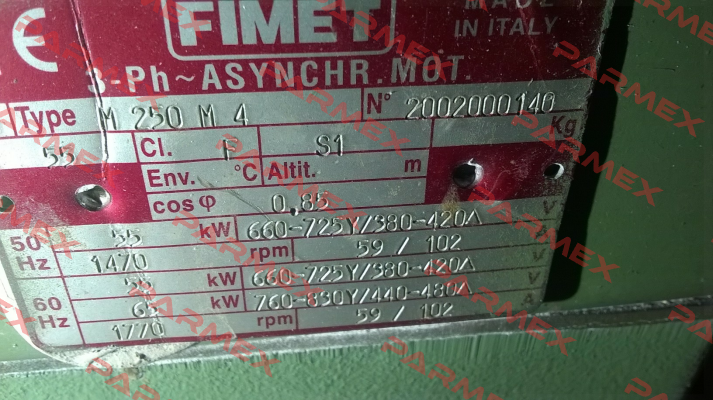 CE FIMET MADE
IN ITALY
3-Ph~ASYNCHR.MOT.
Type M 250 M 4 N° 2002000140
55 Cl. F S1 Kg
Env. °C Altit. m
cos φ 0,85
50 Hz 55 kW 660-725Y/380-420Δ V
1470 rpm 59 / 102 A
55 kW 660-725Y/380-420Δ V
60 Hz 63 kW 760-830Y/440-480Δ V
1770 rpm 59 / 102 A
PARMEX